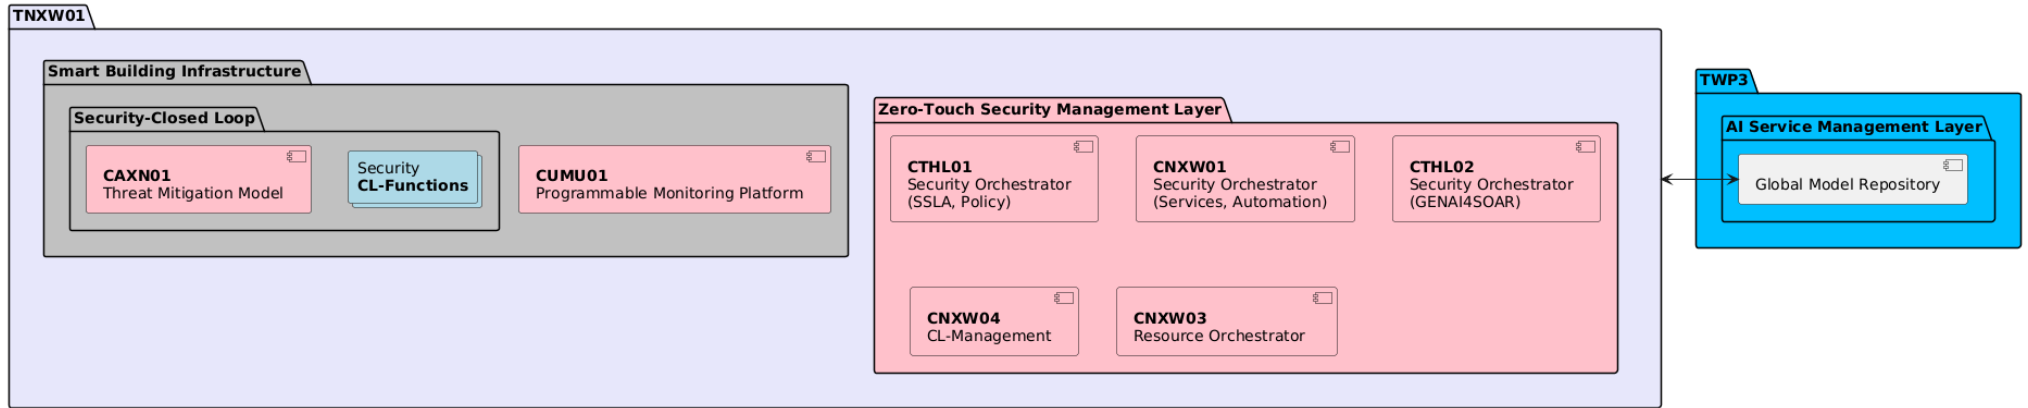 TNXW01
Smart Building Infrastructure
Security-Closed Loop
CAXN01
Threat Mitigation Model
Security
CL-Functions
CUMU01
Programmable Monitoring Platform
Zero-Touch Security Management Layer
CTHL01
Security Orchestrator
(SSLA, Policy)
CNXW01
Security Orchestrator
(Services, Automation)
CTHL02
Security Orchestrator
(GENAI4SOAR)
CNXW04
CL-Management
CNXW03
Resource Orchestrator
TWP3
AI Service Management Layer
Global Model Repository